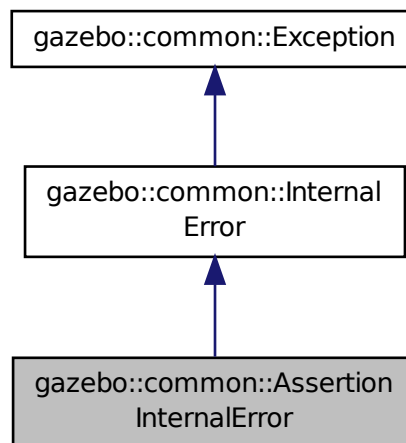 gazebo::common::Exception
gazebo::common::Internal
Error
gazebo::common::Assertion
InternalError